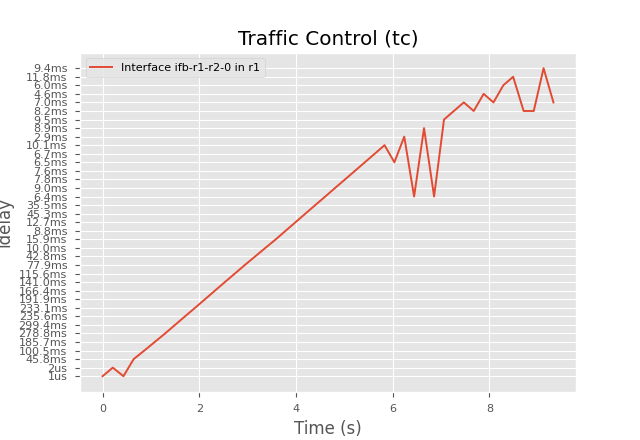 Traffic Control (tc)
Interface ifb-r1-r2-0 in r1
9.4ms
11.8ms
6.0ms
4.6ms
7.0ms
8.2ms
9.5ms
8.9ms
2.9ms
10.1ms
6.7ms
6.5ms
7.6ms
7.8ms
9.0ms
6.4ms
35.5ms
45.3ms
12.7ms
8.8ms
15.9ms
10.0ms
42.8ms
77.9ms
115.6ms
141.0ms
166.4ms
191.9ms
233.1ms
235.6ms
299.4ms
278.8ms
185.7ms
100.5ms
45.8ms
2us
1us
ldelay
0 2 4 6 8
Time (s)